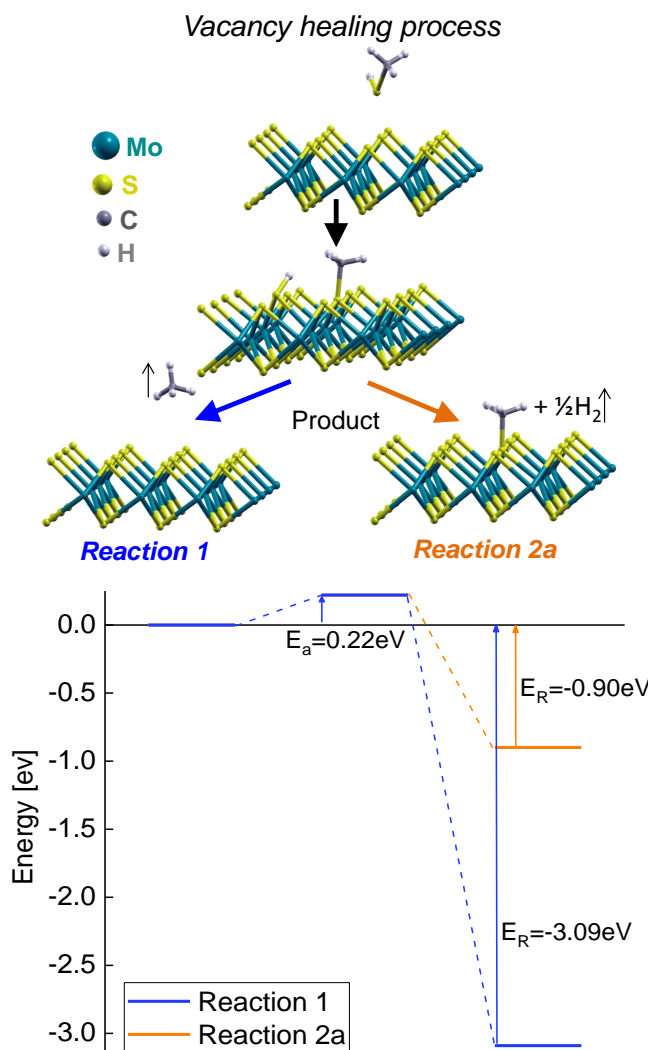 Vacancy healing process
Mo
S
C
H
Product
+ ½H₂
Reaction 1
Reaction 2a
0.0
-0.5
-1.0
-1.5
-2.0
-2.5
-3.0
Energy [ev]
Eₐ=0.22eV
E_R=-0.90eV
E_R=-3.09eV
Reaction 1
Reaction 2a